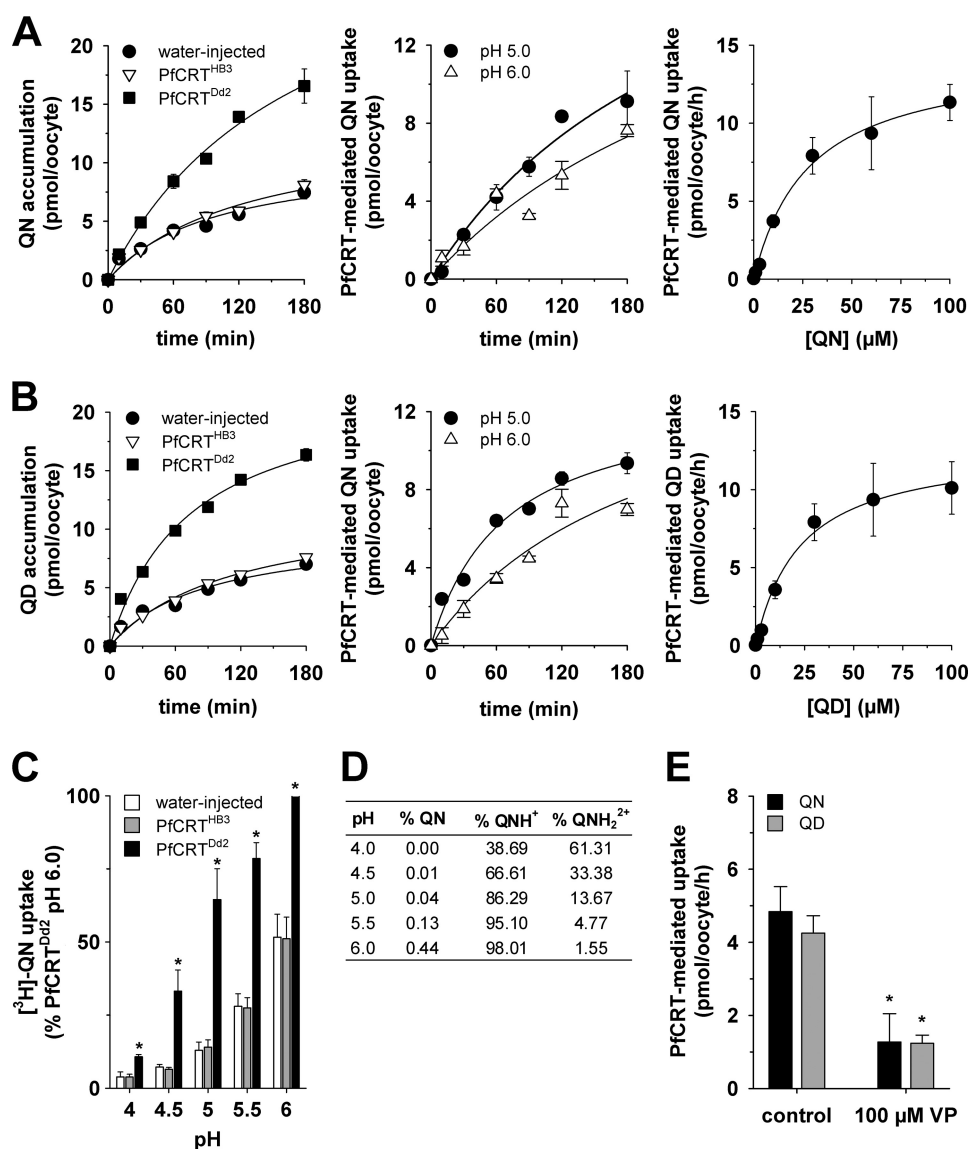 A
QN accumulation
(pmol/oocyte)
20
15
10
5
0
water-injected
PfCRT^HB3
PfCRT^Dd2
0 60 120 180
time (min)
PfCRT-mediated QN uptake
(pmol/oocyte)
12
8
4
0
pH 5.0
pH 6.0
0 60 120 180
time (min)
PfCRT-mediated QN uptake
(pmol/oocyte/h)
15
10
5
0
0 25 50 75 100
[QN] (µM)
B
QD accumulation
(pmol/oocyte)
20
15
10
5
0
water-injected
PfCRT^HB3
PfCRT^Dd2
0 60 120 180
time (min)
PfCRT-mediated QN uptake
(pmol/oocyte)
12
8
4
0
pH 5.0
pH 6.0
0 60 120 180
time (min)
PfCRT-mediated QD uptake
(pmol/oocyte/h)
15
10
5
0
0 25 50 75 100
[QD] (µM)
C
[³H]-QN uptake
(% PfCRT^Dd2 pH 6.0)
100
50
0
water-injected
PfCRT^HB3
PfCRT^Dd2
* * * * *
4 4.5 5 5.5 6
pH
D
pH % QN % QNH⁺ % QNH₂²⁺
4.0 0.00 38.69 61.31
4.5 0.01 66.61 33.38
5.0 0.04 86.29 13.67
5.5 0.13 95.10 4.77
6.0 0.44 98.01 1.55
E
PfCRT-mediated uptake
(pmol/oocyte/h)
8
6
4
2
0
QN
QD
* *
control 100 µM VP